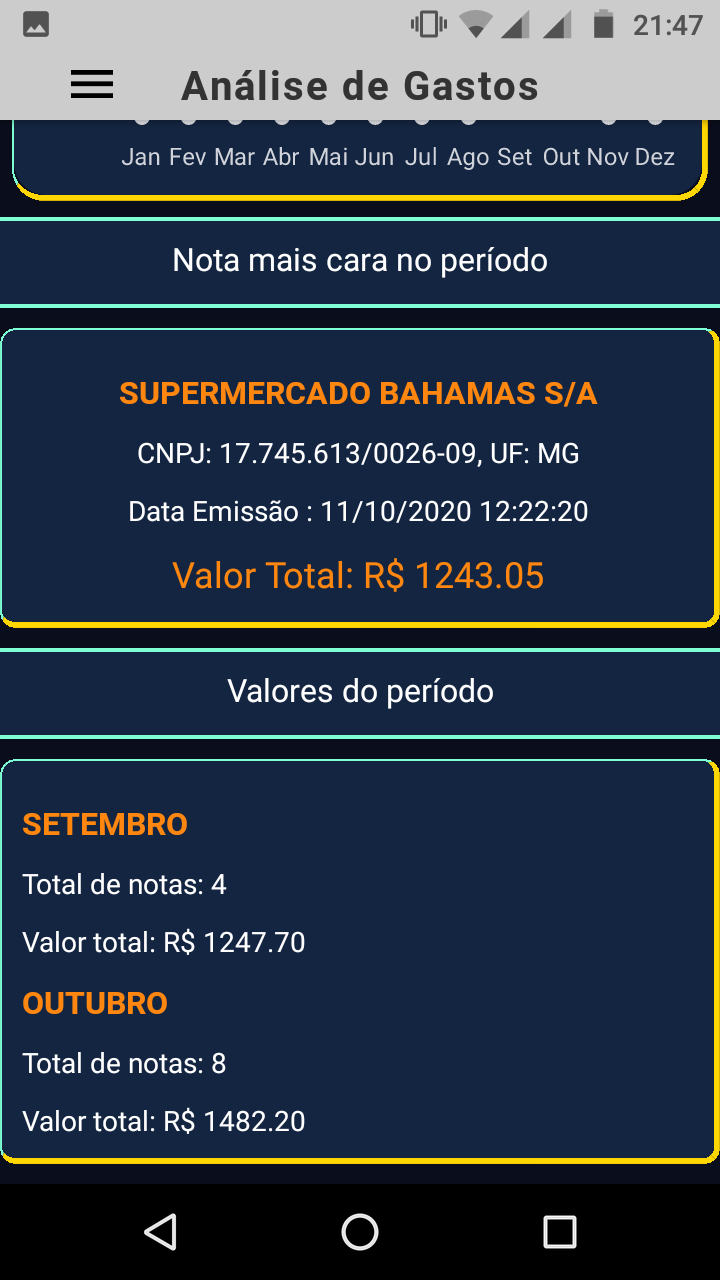 21:47
Análise de Gastos
Jan Fev Mar Abr Mai Jun Jul Ago Set Out Nov Dez
Nota mais cara no período
SUPERMERCADO BAHAMAS S/A
CNPJ: 17.745.613/0026-09, UF: MG
Data Emissão : 11/10/2020 12:22:20
Valor Total: R$ 1243.05
Valores do período
SETEMBRO
Total de notas: 4
Valor total: R$ 1247.70
OUTUBRO
Total de notas: 8
Valor total: R$ 1482.20